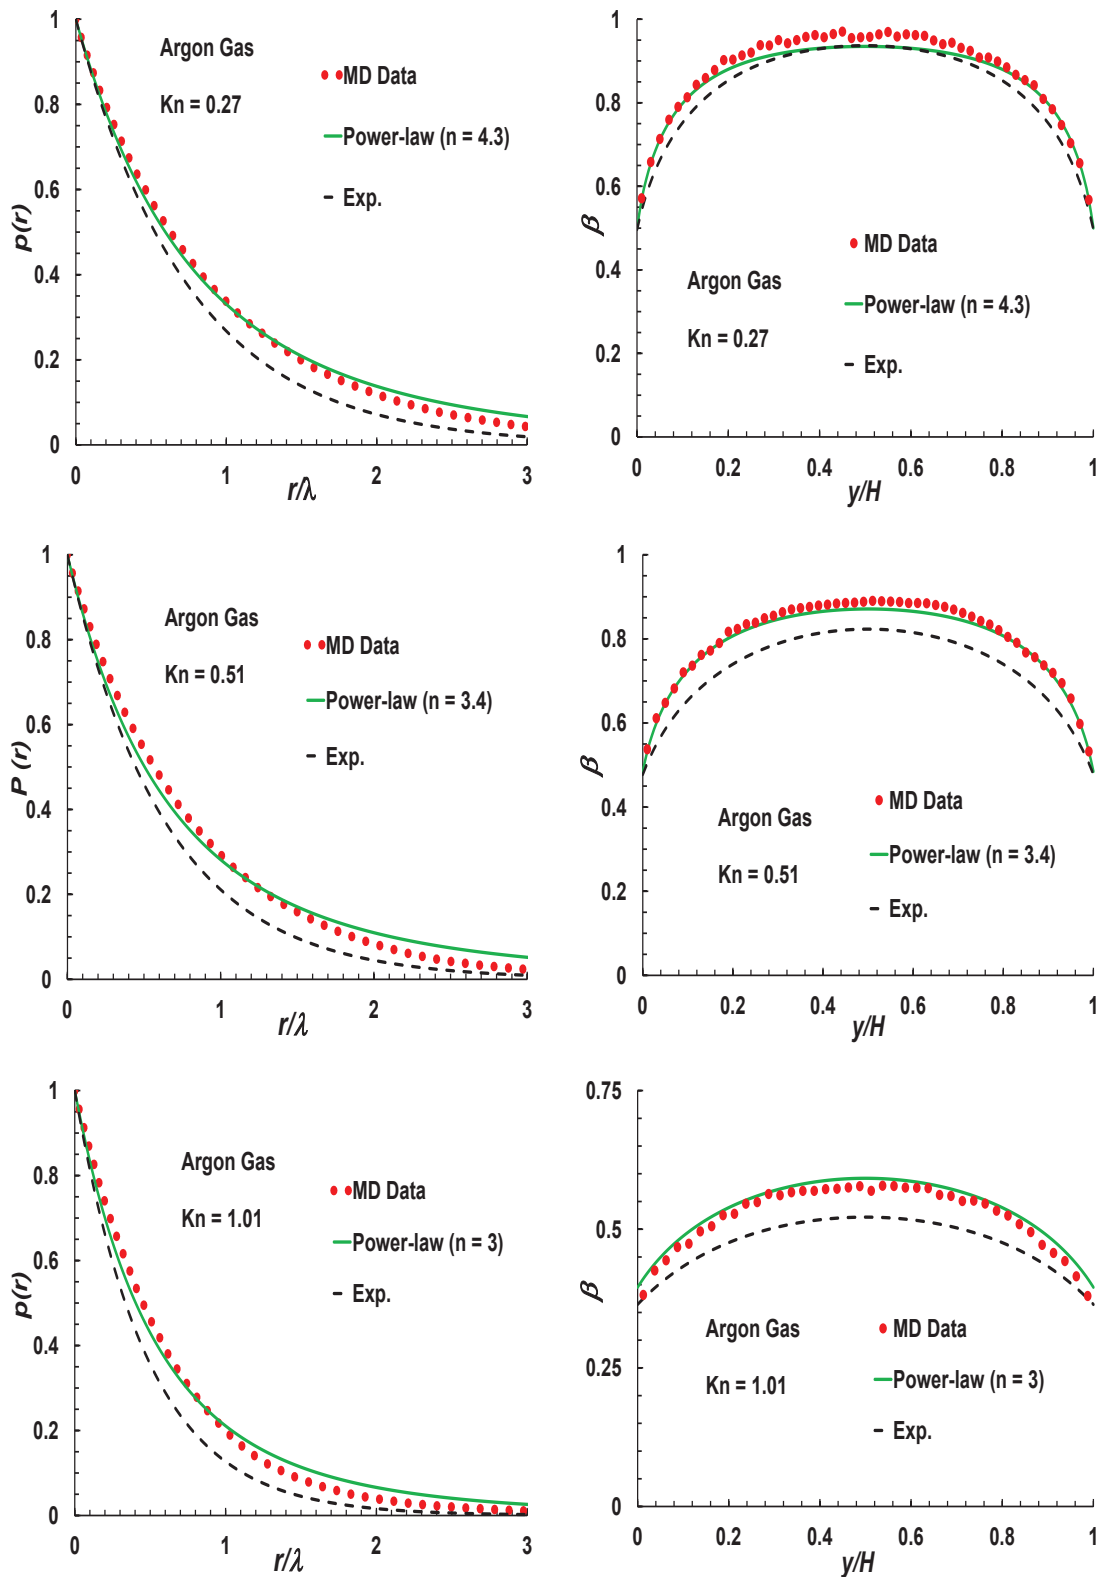 1
0.8
0.6
0.4
0.2
0
p(r)
Argon Gas
Kn = 0.27
MD Data
Power-law (n = 4.3)
Exp.
0 1 2 3
r/λ
1
0.8
0.6
0.4
0.2
0
β
MD Data
Argon Gas
Power-law (n = 4.3)
Kn = 0.27
Exp.
0 0.2 0.4 0.6 0.8 1
y/H
1
0.8
0.6
0.4
0.2
0
P (r)
Argon Gas
MD Data
Kn = 0.51
Power-law (n = 3.4)
Exp.
0 1 2 3
r/λ
1
0.8
0.6
0.4
0.2
0
β
MD Data
Argon Gas
Power-law (n = 3.4)
Kn = 0.51
Exp.
0 0.2 0.4 0.6 0.8 1
y/H
1
0.8
0.6
0.4
0.2
0
p(r)
Argon Gas
MD Data
Kn = 1.01
Power-law (n = 3)
Exp.
0 1 2 3
r/λ
0.75
0.5
0.25
0
β
Argon Gas
MD Data
Kn = 1.01
Power-law (n = 3)
Exp.
0 0.2 0.4 0.6 0.8 1
y/H